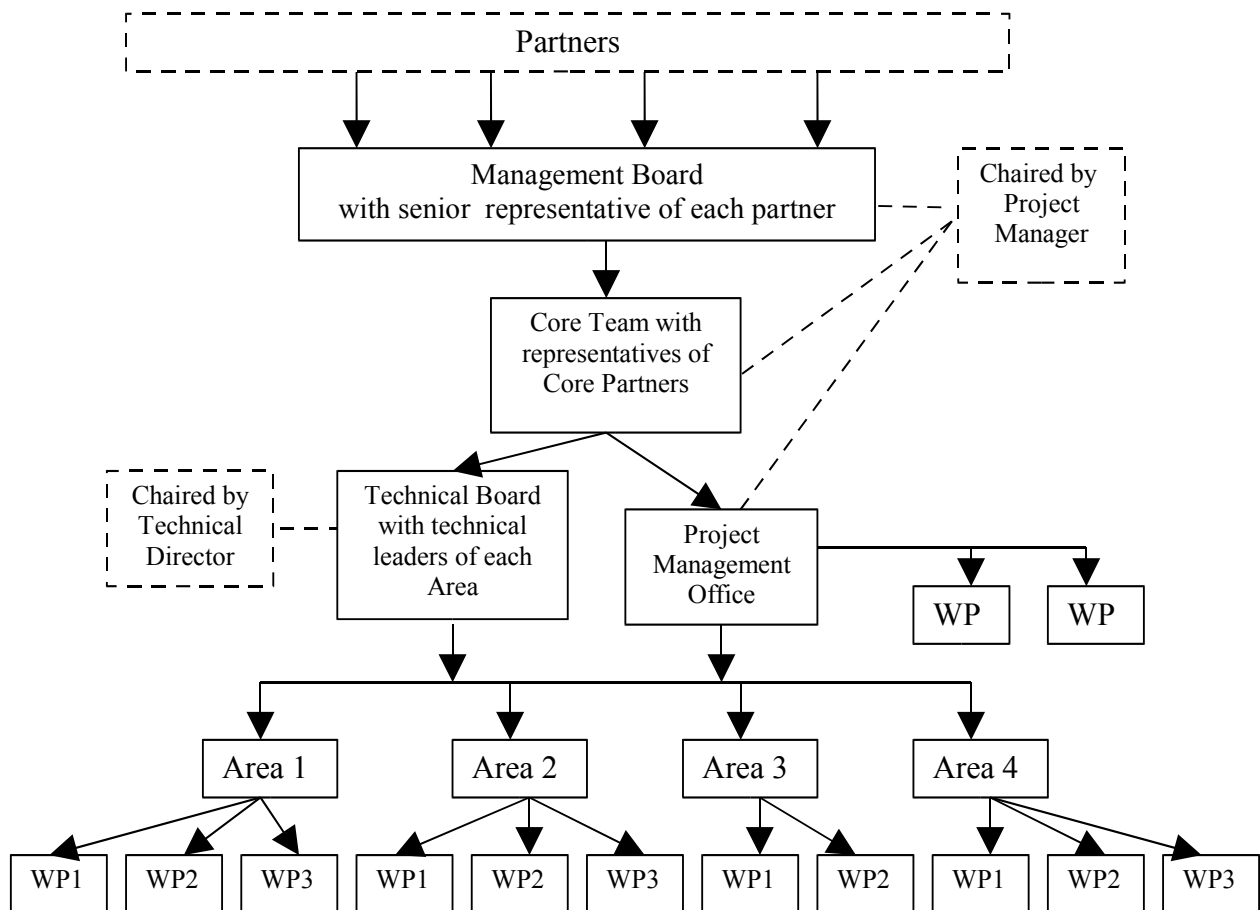 Partners
Management Board
with senior representative of each partner
Chaired by
Project
Manager
Core Team with
representatives of
Core Partners
Chaired by
Technical
Director
Technical Board
with technical
leaders of each
Area
Project
Management
Office
WP
WP
Area 1
Area 2
Area 3
Area 4
WP1
WP2
WP3
WP1
WP2
WP3
WP1
WP2
WP1
WP2
WP3